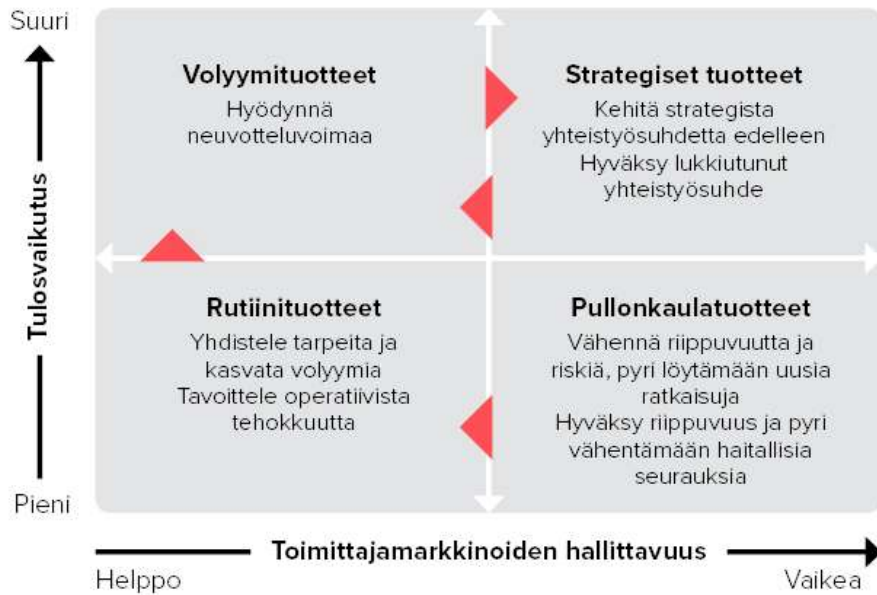 Suuri
Tulosvaikutus
Pieni
Volyymituotteet
Hyödynnä
neuvotteluvoimaa
Strategiset tuotteet
Kehitä strategista
yhteistyösuhdetta edelleen
Hyväksy lukkiutunut
yhteistyösuhde
Rutiinituotteet
Yhdistele tarpeita ja
kasvata volyymia
Tavoittele operatiivista
tehokkuutta
Pullonkaulatuotteet
Vähennä riippuvuutta ja
riskiä, pyri löytämään uusia
ratkaisuja
Hyväksy riippuvuus ja pyri
vähentämään haitallisia
seurauksia
Toimittajamarkkinoiden hallittavuus
Helppo
Vaikea